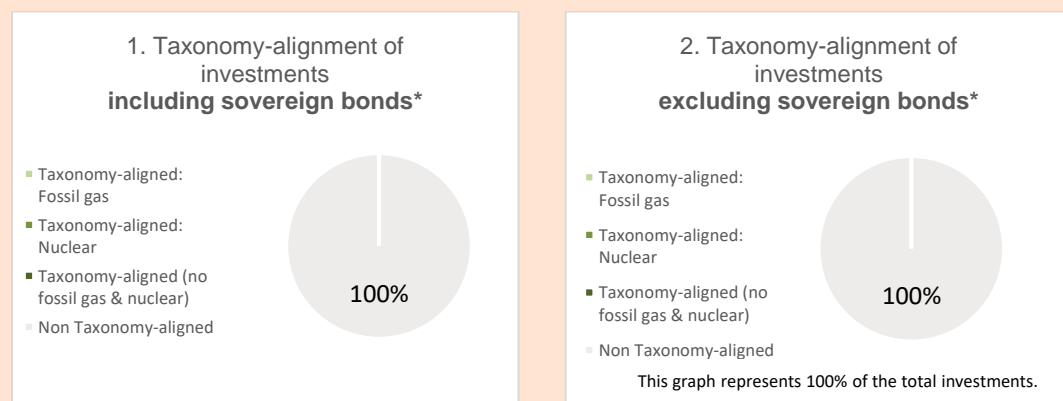 1. Taxonomy-alignment of
investments
including sovereign bonds*
Taxonomy-aligned:
Fossil gas
Taxonomy-aligned:
Nuclear
Taxonomy-aligned (no
fossil gas & nuclear)
Non Taxonomy-aligned
100%
2. Taxonomy-alignment of
investments
excluding sovereign bonds*
Taxonomy-aligned:
Fossil gas
Taxonomy-aligned:
Nuclear
Taxonomy-aligned (no
fossil gas & nuclear)
Non Taxonomy-aligned
100%
This graph represents 100% of the total investments.